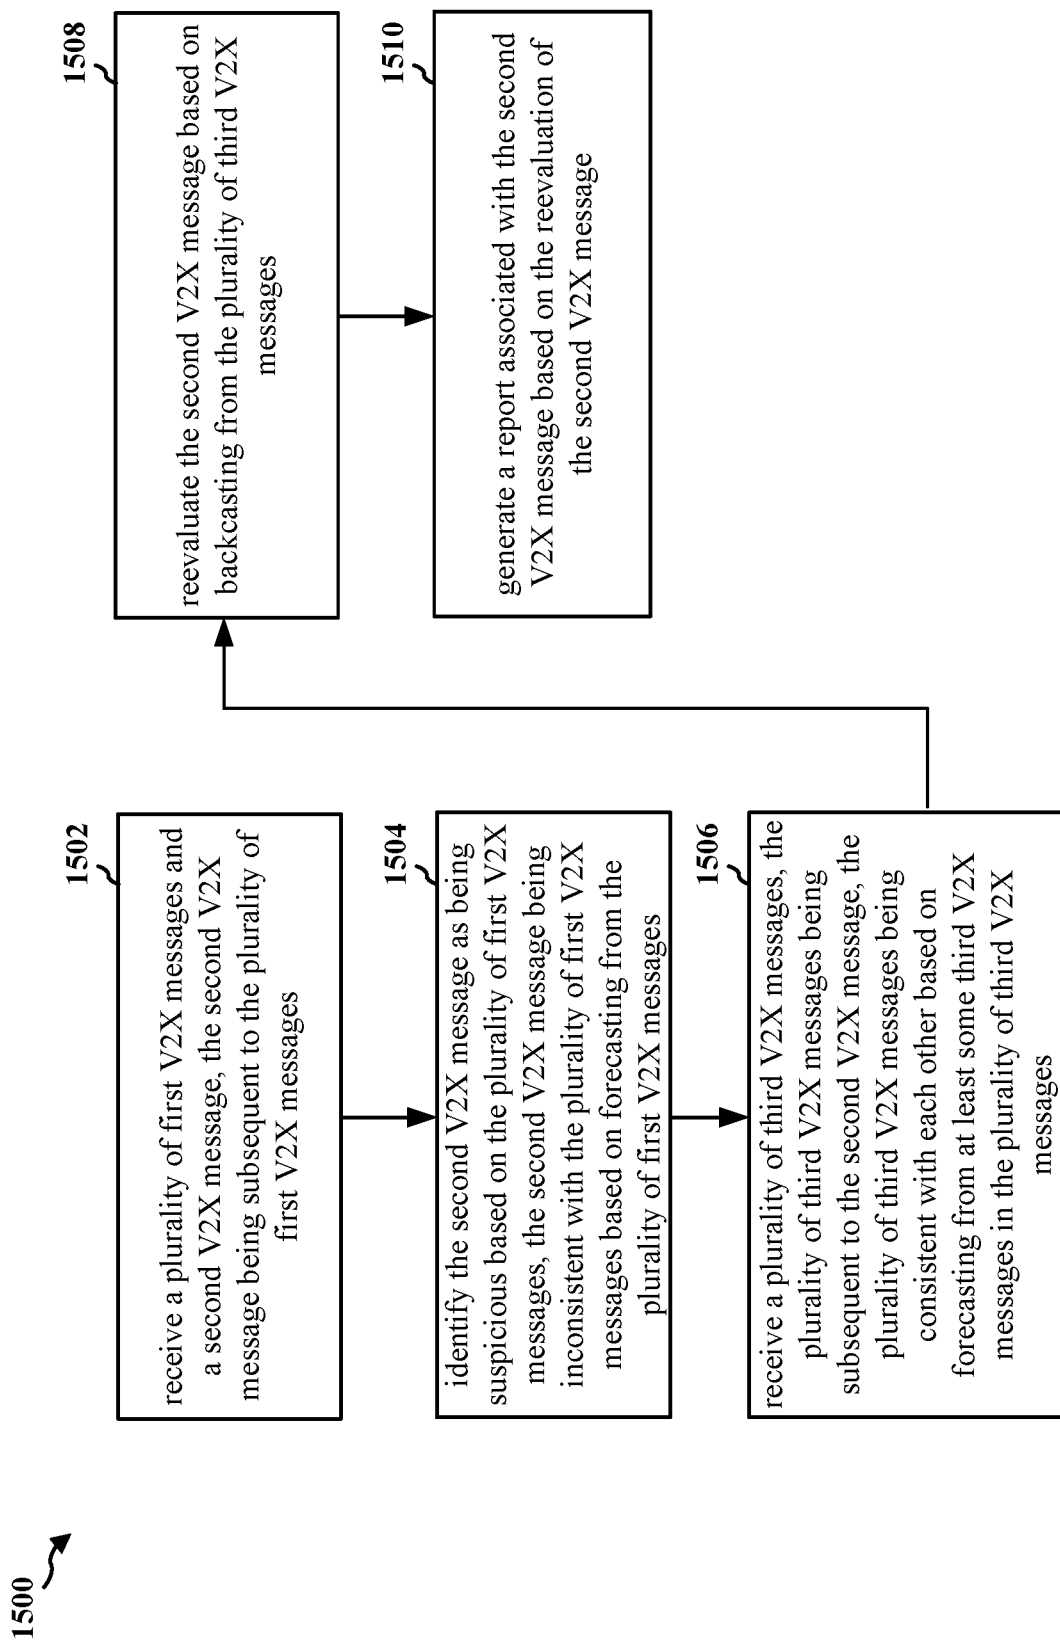 1500
1502
receive a plurality of first V2X messages and
a second V2X message, the second V2X
message being subsequent to the plurality of
first V2X messages
1504
identify the second V2X message as being
suspicious based on the plurality of first V2X
messages, the second V2X message being
inconsistent with the plurality of first V2X
messages based on forecasting from the
plurality of first V2X messages
1506
receive a plurality of third V2X messages, the
plurality of third V2X messages being
subsequent to the second V2X message, the
plurality of third V2X messages being
consistent with each other based on
forecasting from at least some third V2X
messages in the plurality of third V2X
messages
1508
reevaluate the second V2X message based on
backcasting from the plurality of third V2X
messages
1510
generate a report associated with the second
V2X message based on the reevaluation of
the second V2X message